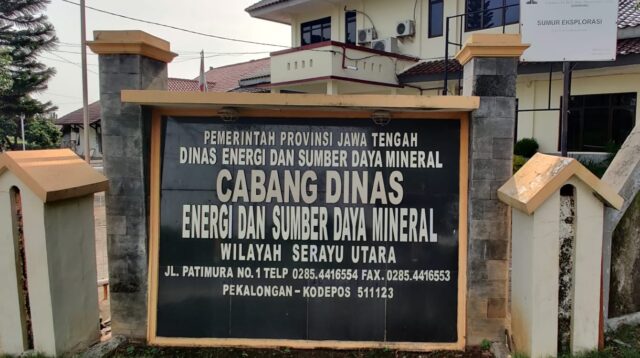 SUMUR EKSPLORASI
PEMERINTAH PROVINSI JAWA TENGAH
DINAS ENERGI DAN SUMBER DAYA MINERAL
CABANG DINAS
ENERGI DAN SUMBER DAYA MINERAL
WILAYAH SERAYU UTARA
JL. PATIMURA NO. 1 TELP 0285.4416554 FAX. 0285.4416553
PEKALONGAN - KODEPOS 511123